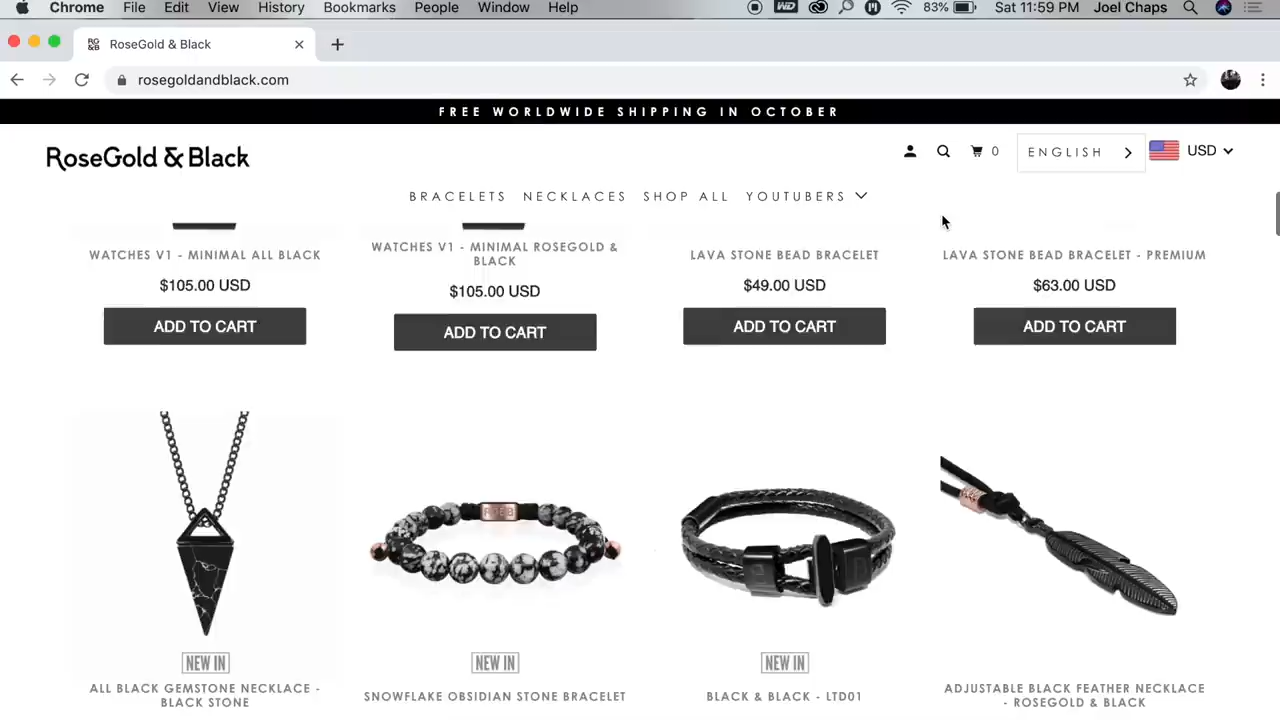 Chrome File Edit View History Bookmarks People Window Help 83% Sat 11:59 PM Joel Chaps
RoseGold & Black
rosegoldandblack.com
FREE WORLDWIDE SHIPPING IN OCTOBER
RoseGold & Black
0 ENGLISH USD
BRACELETS NECKLACES SHOP ALL YOUTUBERS
WATCHES V1 - MINIMAL ALL BLACK
$105.00 USD
ADD TO CART
WATCHES V1 - MINIMAL ROSEGOLD &
BLACK
$105.00 USD
ADD TO CART
LAVA STONE BEAD BRACELET
$49.00 USD
ADD TO CART
LAVA STONE BEAD BRACELET - PREMIUM
$63.00 USD
ADD TO CART
NEW IN
ALL BLACK GEMSTONE NECKLACE -
BLACK STONE
NEW IN
SNOWFLAKE OBSIDIAN STONE BRACELET
NEW IN
BLACK & BLACK - LTD01
ADJUSTABLE BLACK FEATHER NECKLACE
- ROSEGOLD & BLACK